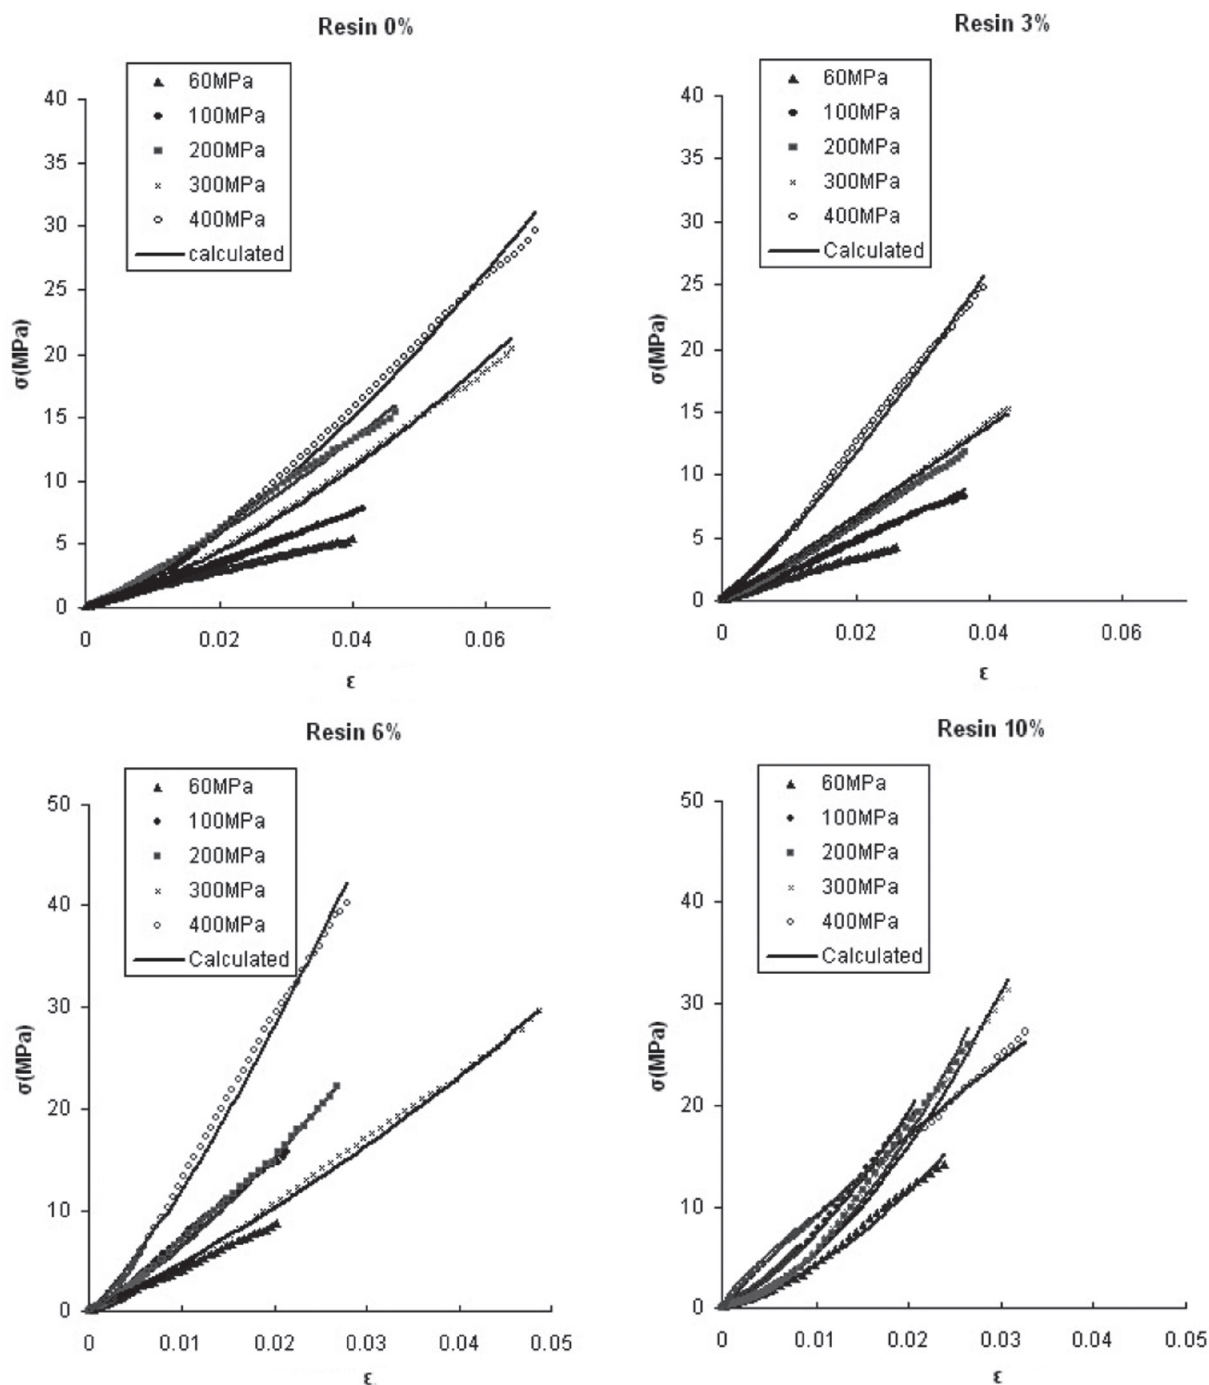 Resin 0%
60MPa
100MPa
200MPa
300MPa
400MPa
calculated
40
35
30
25
20
15
10
5
0
σ(MPa)
0 0.02 0.04 0.06
ε
Resin 3%
60MPa
100MPa
200MPa
300MPa
400MPa
Calculated
40
35
30
25
20
15
10
5
0
σ(MPa)
0 0.02 0.04 0.06
ε
Resin 6%
60MPa
100MPa
200MPa
300MPa
400MPa
Calculated
50
40
30
20
10
0
σ(MPa)
0 0.01 0.02 0.03 0.04 0.05
ε
Resin 10%
60MPa
100MPa
200MPa
300MPa
400MPa
Calculated
50
40
30
20
10
0
σ(MPa)
0 0.01 0.02 0.03 0.04 0.05
ε